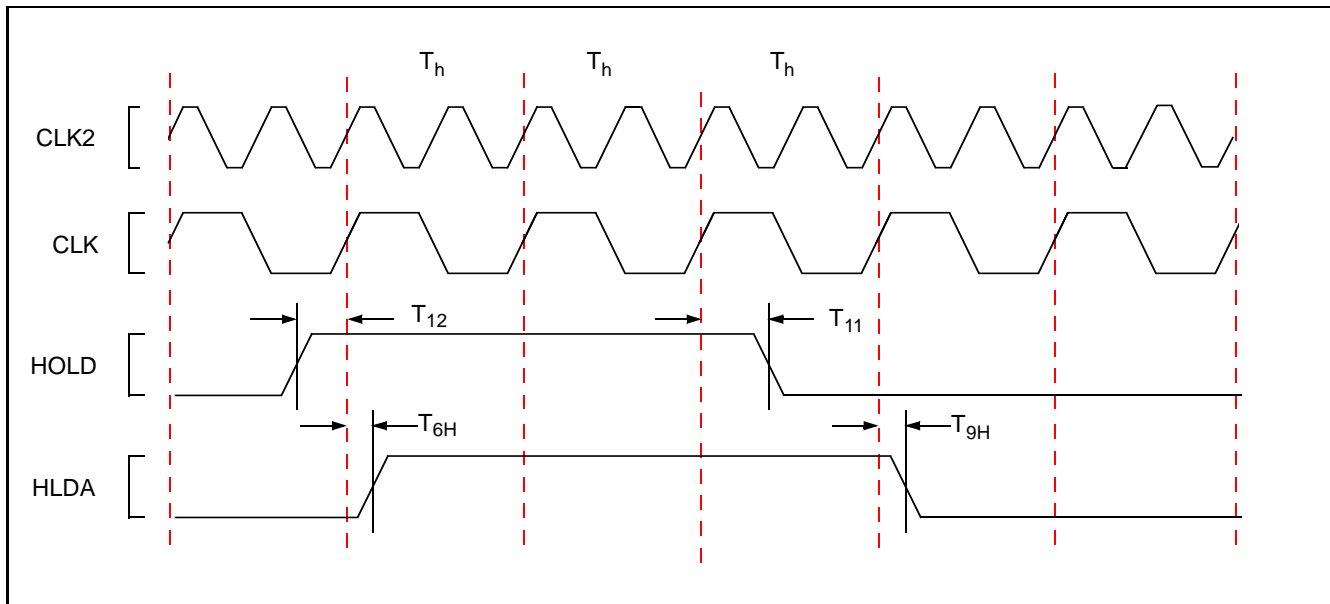 T_h T_h T_h
CLK2
CLK
T_12 T_11
HOLD
T_6H T_9H
HLDA